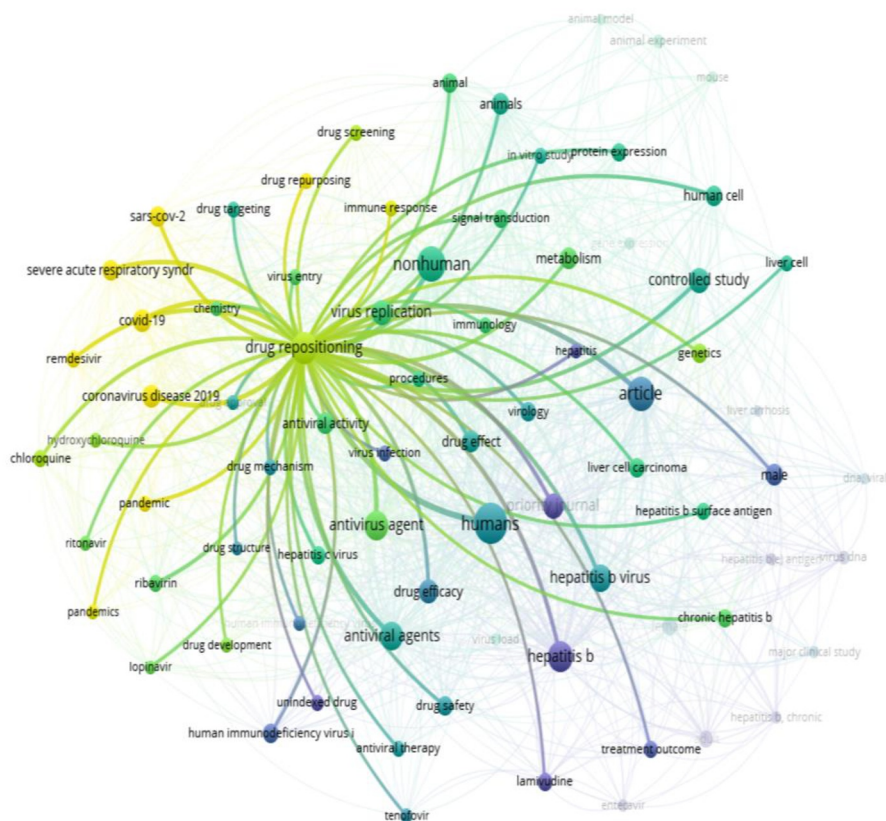 animal model
animal experiment
mouse
animal
animals
drug screening
in vitro study
protein expression
drug repurposing
human cell
sars-cov-2
drug targeting
immune response
signal transduction
nonhuman
metabolism
liver cell
severe acute respiratory syndr
virus entry
controlled study
chemistry
covid-19
virus replication
immunology
drug repositioning
hepatitis
genetics
remdesivir
procedures
coronavirus disease 2019
article
virology
liver cirrhosis
antiviral activity
hydroxychloroquine
drug effect
chloroquine
virus infection
drug mechanism
liver cell carcinoma
male
pandemic
priority journal
hepatitis b surface antigen
antivirus agent
humans
ritonavir
drug structure
hepatitis c virus
virus dna
ribavirin
drug efficacy
hepatitis b virus
pandemics
chronic hepatitis b
antiviral agents
virus load
drug development
hepatitis b
major clinical study
lopinavir
unindexed drug
drug safety
hepatitis b, chronic
human immunodeficiency virus i
antiviral therapy
treatment outcome
lamivudine
entecavir
tenofovir